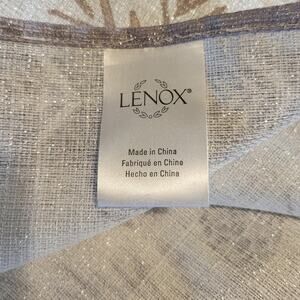 LENOX®
Made in China
Fabriqué en Chine
Hecho en China